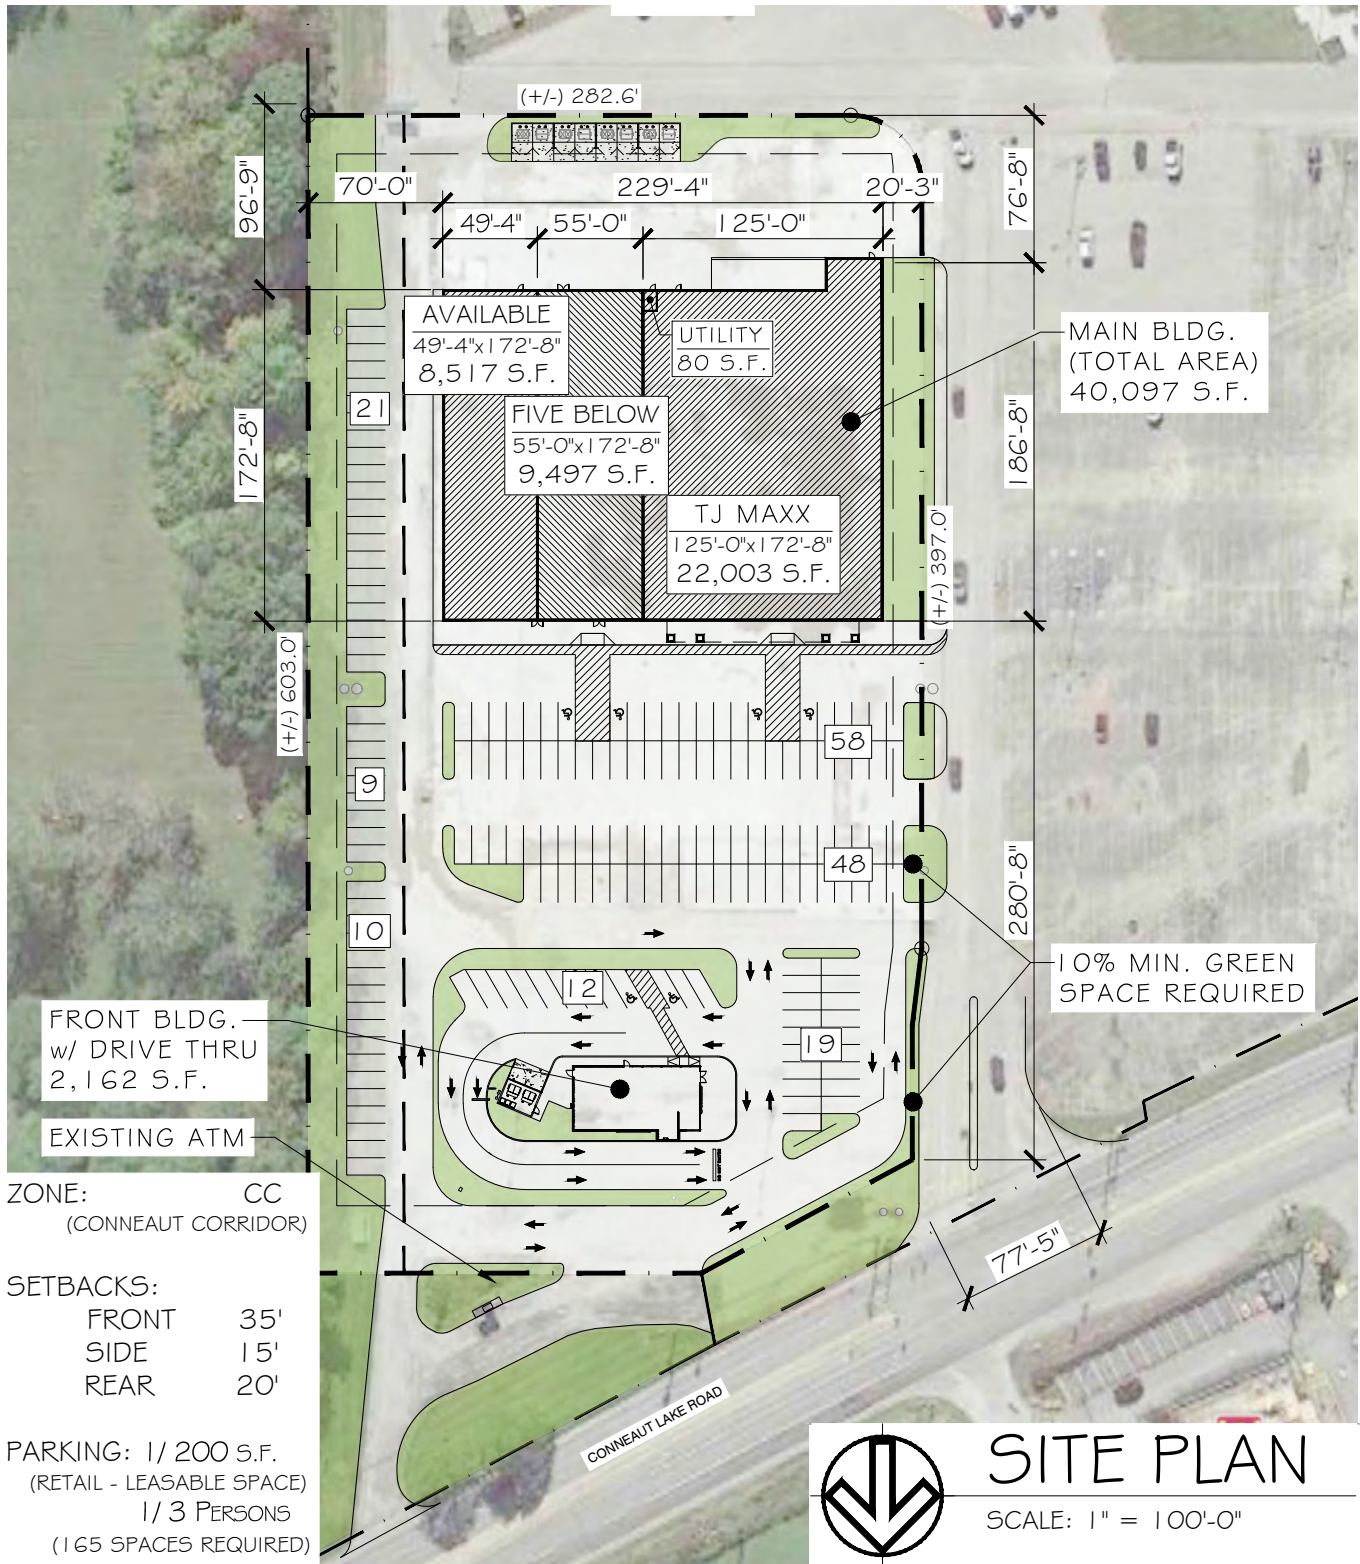 (+/-) 282.6'
96'-9"
70'-0"
229'-4"
20'-3"
76'-8"
49'-4"
55'-0"
125'-0"
AVAILABLE
49'-4"x172'-8"
8,517 S.F.
UTILITY
80 S.F.
MAIN BLDG.
(TOTAL AREA)
40,097 S.F.
21
172'-8"
FIVE BELOW
55'-0"x172'-8"
9,497 S.F.
186'-8"
TJ MAXX
125'-0"x172'-8"
22,003 S.F.
(+/-) 397.0'
(+/-) 603.0'
58
9
48
280'-8"
10
12
10% MIN. GREEN
SPACE REQUIRED
FRONT BLDG.
w/ DRIVE THRU
2,162 S.F.
19
EXISTING ATM
ZONE: CC
(CONNEAUT CORRIDOR)
77'-5"
SETBACKS:
FRONT 35'
SIDE 15'
REAR 20'
CONNEAUT LAKE ROAD
PARKING: 1/200 S.F.
(RETAIL - LEASABLE SPACE)
1/3 PERSONS
(165 SPACES REQUIRED)
SITE PLAN
SCALE: 1" = 100'-0"